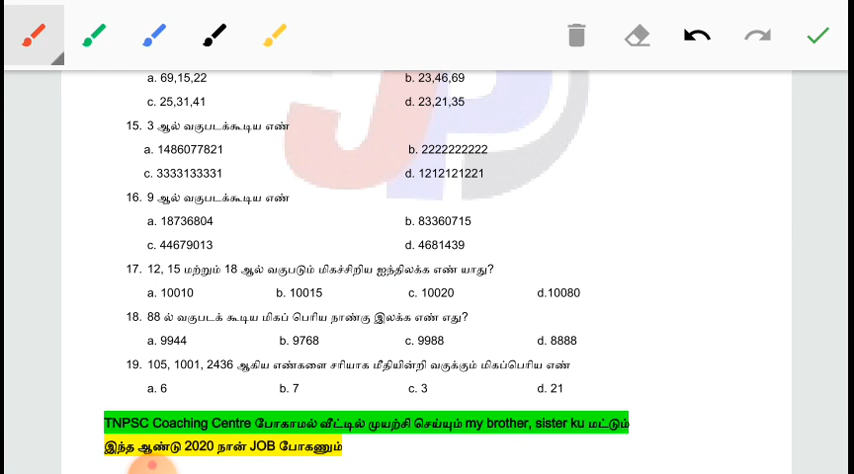 a. 69,15,22 b. 23,46,69
c. 25,31,41 d. 23,21,35
15. 3 ஆல் வகுபடக்கூடிய எண்
a. 1486077821 b. 2222222222
c. 3333133331 d. 1212121221
16. 9 ஆல் வகுபடக்கூடிய எண்
a. 18736804 b. 83360715
c. 44679013 d. 4681439
17. 12, 15 மற்றும் 18 ஆல் வகுபடும் மிகச்சிறிய ஐந்திலக்க எண் யாது?
a. 10010 b. 10015 c. 10020 d.10080
18. 88 ல் வகுபடக் கூடிய மிகப் பெரிய நாண்கு இலக்க எண் எது?
a. 9944 b. 9768 c. 9988 d. 8888
19. 105, 1001, 2436 ஆகிய எண்களை சரியாக மீதியின்றி வகுக்கும் மிகப்பெரிய எண்
a. 6 b. 7 c. 3 d. 21
TNPSC Coaching Centre போகாமல் வீட்டில் முயற்சி செய்யும் my brother, sister ku மட்டும்
இந்த ஆண்டு 2020 நான் JOB போகணும்